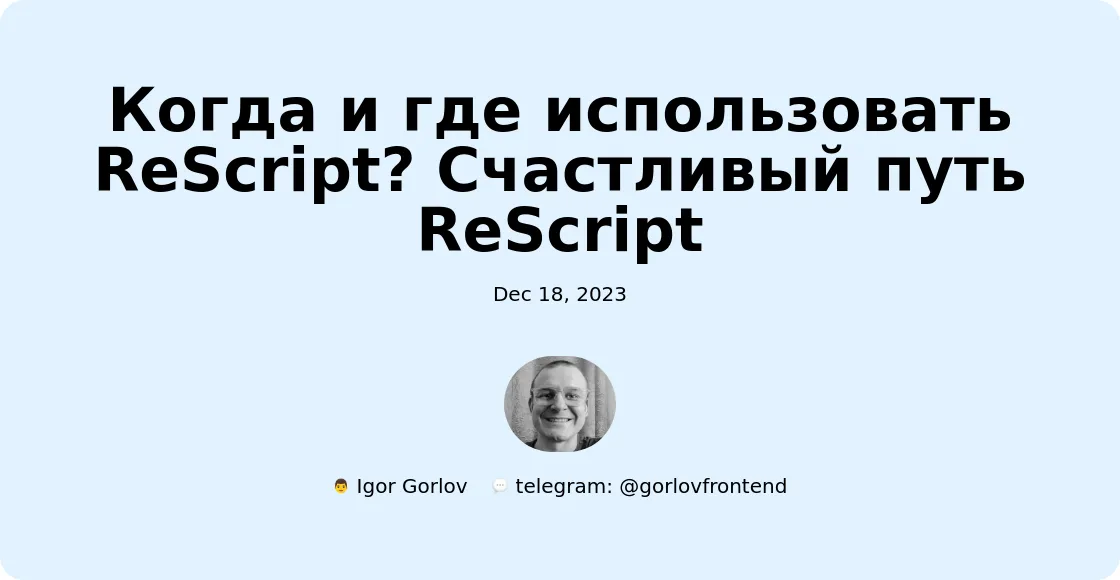 Когда и где использовать
ReScript? Счастливый путь
ReScript
Dec 18, 2023
Igor Gorlov telegram: @gorlovfrontend